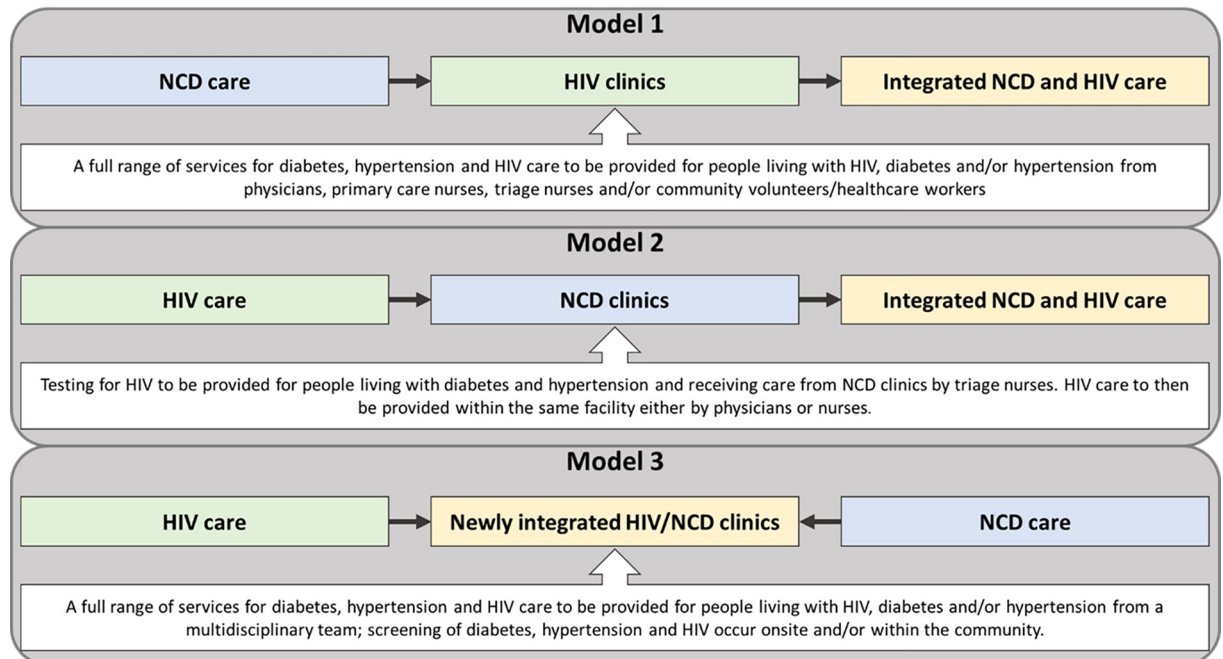 Model 1
NCD care
HIV clinics
Integrated NCD and HIV care
A full range of services for diabetes, hypertension and HIV care to be provided for people living with HIV, diabetes and/or hypertension from
physicians, primary care nurses, triage nurses and/or community volunteers/healthcare workers
Model 2
HIV care
NCD clinics
Integrated NCD and HIV care
Testing for HIV to be provided for people living with diabetes and hypertension and receiving care from NCD clinics by triage nurses. HIV care to then
be provided within the same facility either by physicians or nurses.
Model 3
HIV care
Newly integrated HIV/NCD clinics
NCD care
A full range of services for diabetes, hypertension and HIV care to be provided for people living with HIV, diabetes and/or hypertension from a
multidisciplinary team; screening of diabetes, hypertension and HIV occur onsite and/or within the community.